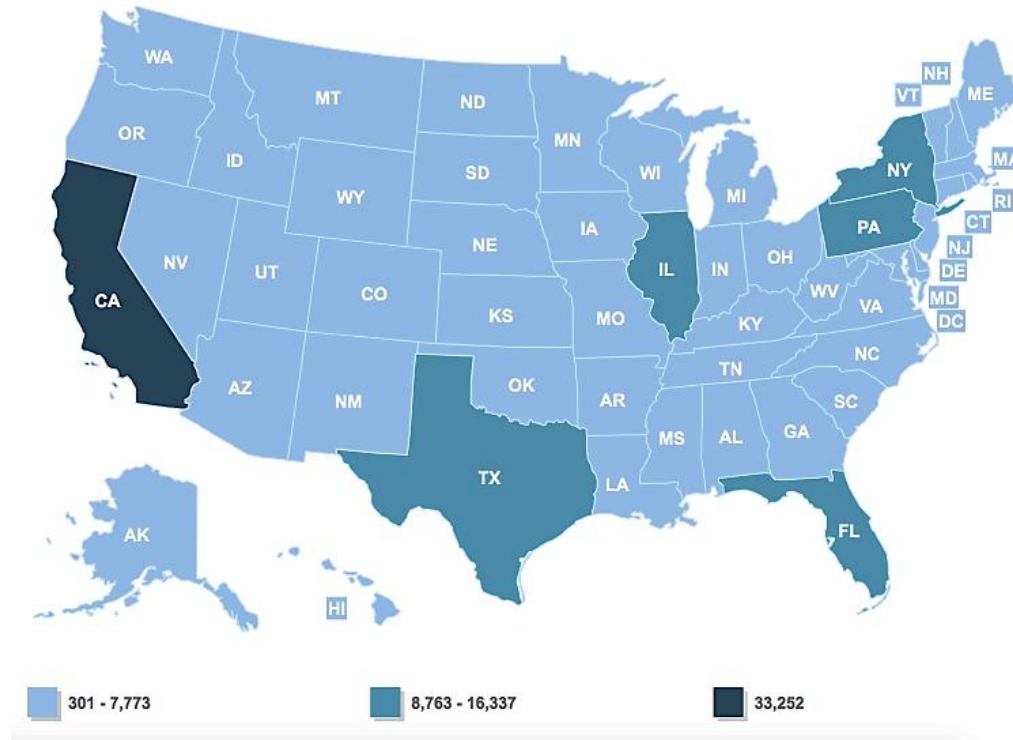 WA
MT
ND
MN
VT
NH
ME
OR
ID
SD
WI
MI
NY
MA
RI
WY
IA
NE
PA
CT
NJ
NV
UT
CO
IL
IN
OH
DE
CA
KS
MO
WV
VA
MD
KY
DC
AZ
NM
OK
AR
TN
NC
SC
MS
AL
GA
TX
LA
FL
AK
HI
301 - 7,773
8,763 - 16,337
33,252